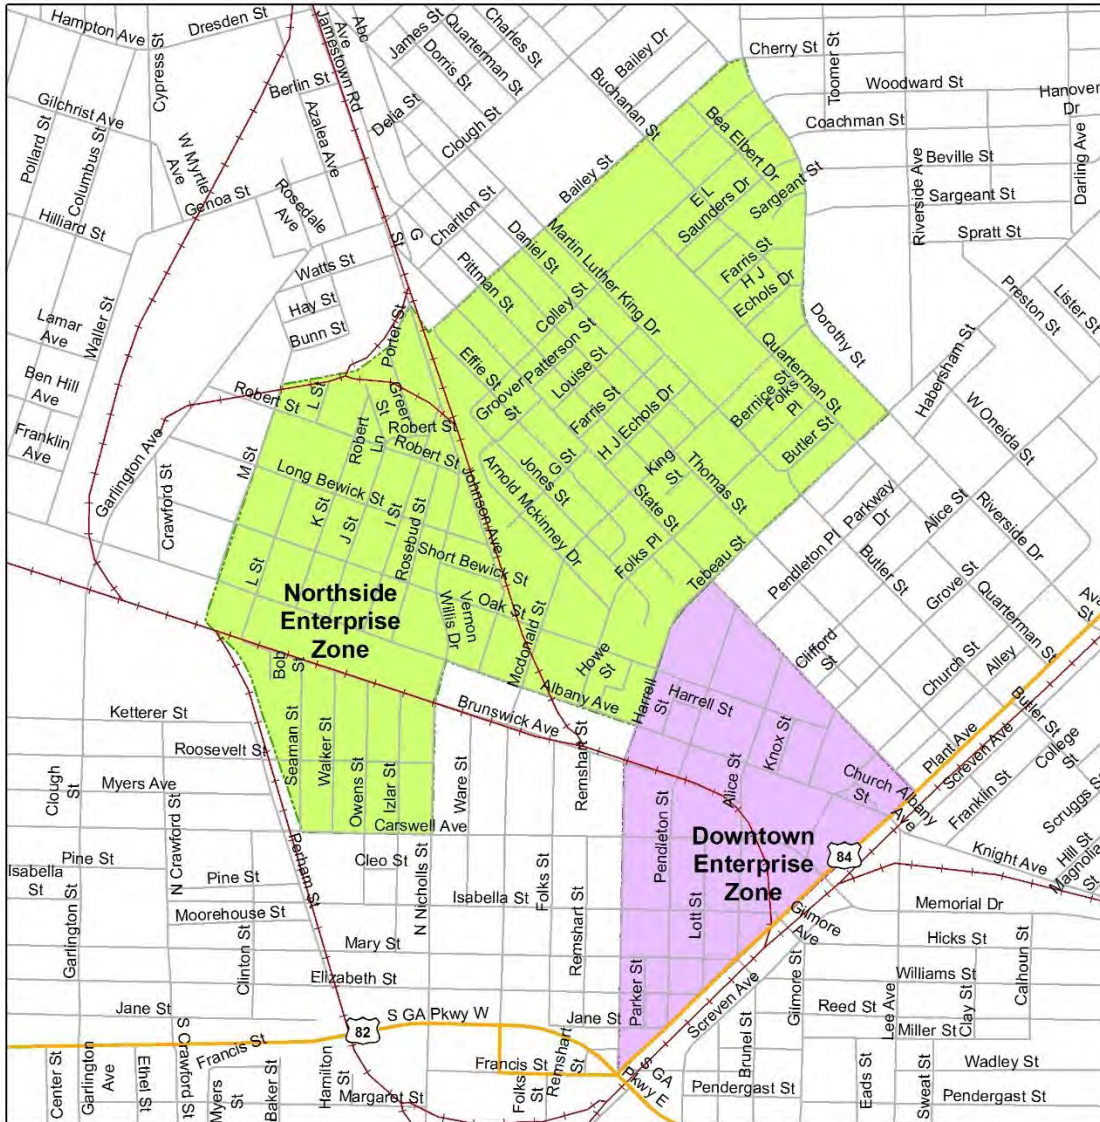 Hampton Ave
Dresden St
Cypress St
Jamestown Rd
Ave
Abc
James St
Dorris St
Quarterman St
Charles St
Bailey Dr
Cherry St
Toomer St
Woodward St
Hanover
Dr
Gilchrist Ave
Berlin St
Azalea Ave
Delia St
Clough St
Buchanan St
Bea Elbert Dr
Coachman St
Pollard St
Columbus St
W Myrtle
Ave
Genoa St
Rosedale
Ave
Bailey St
E L
Saunders Dr
Sargeant St
Riverside Ave
Beville St
Sargeant St
Darling Ave
Hilliard St
Watts St
G
St
Charlton St
Daniel St
Martin Luther King Dr
Farris St
H J
Echols Dr
Spratt St
Preston St
Lister St
Lamar
Ave
Waller St
Hay St
Bunn St
Porter St
Pittman St
Colley St
Dorothy St
Habersham St
Ben Hill
Ave
Robert St
L St
Green
St
Effie St
Groover
St
Patterson St
Louise St
Farris St
H J Echols Dr
Quarterman St
Bernice St
Folks
Pl
Butler St
W Oneida St
Franklin
Ave
Garlington Ave
M St
Robert
Ln
Robert St
Robert St
Crawford St
Long Bewick St
K St
J St
I St
Rosebud St
Johnson Ave
Arnold Mckinney Dr
Jones St
G St
King
St
State St
Thomas St
Folks Pl
Tebeau St
Parkway
Dr
Pendleton Pl
Alice St
Riverside Dr
Butler St
Grove St
Quarterman St
L St
Short Bewick St
Oak St
Northside
Enterprise
Zone
Vernon
Willis Dr
Mcdonald St
Howe
St
Albany Ave
Clifford
St
Church St
Alley
Ava
St
Bob
St
Brunswick Ave
Harrell
St
Harrell St
Knox St
Butler St
College
St
Plant Ave
Screven Ave
Ketterer St
Roosevelt St
Seaman St
Walker St
Owens St
Izlar St
Ware St
Remshart St
Alice St
Church
St
Albany
Ave
Franklin St
Scruggs St
Clough
St
Myers Ave
N Crawford St
Carswell Ave
Pendleton St
Downtown
Enterprise
Zone
84
Knight Ave
Hill St
Magnolia
St
Isabella
St
Pine St
Pine St
Perham St
Cleo St
N Nicholls St
Isabella St
Folks St
Remshart St
Lott St
Gilmore
Ave
Memorial Dr
Garlington St
Moorehouse St
Clinton St
Mary St
Elizabeth St
Parker St
Screven Ave
Gilmore St
Hicks St
Williams St
Calhoun St
Clay St
Jane St
82
S GA Pkwy W
Jane St
Reed St
Lee Ave
Miller St
Center St
Garlington
Ave
Ethel St
S Crawford St
Francis St
Myers
St
Baker St
Hamilton
St
Margaret St
Francis St
Folks
St
Remshart
St
S GA
Pkwy E
Brunel St
Pendergast St
Eads St
Sweat St
Wadley St
Pendergast St